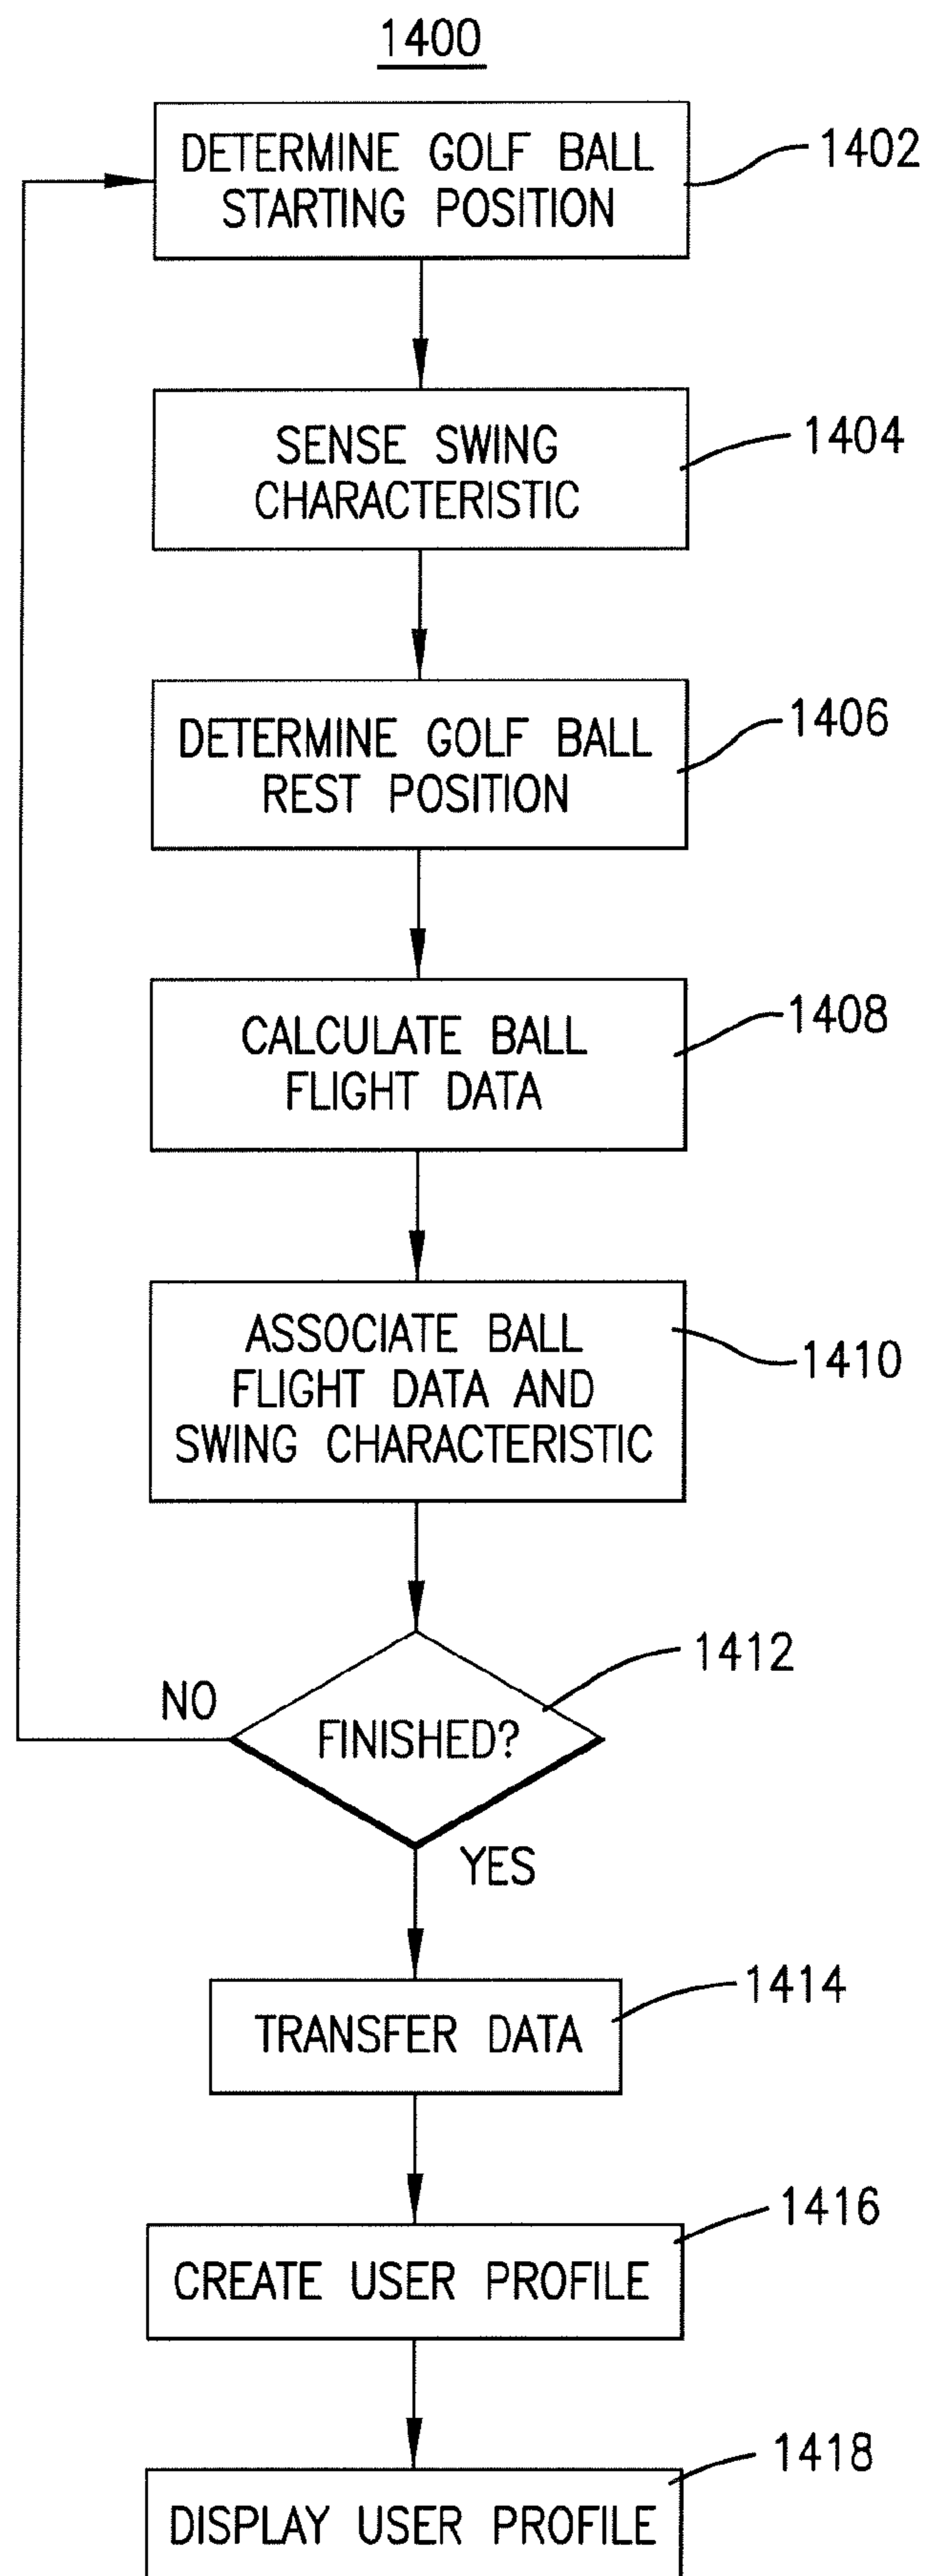 1400
DETERMINE GOLF BALL
STARTING POSITION
1402
SENSE SWING
CHARACTERISTIC
1404
DETERMINE GOLF BALL
REST POSITION
1406
CALCULATE BALL
FLIGHT DATA
1408
ASSOCIATE BALL
FLIGHT DATA AND
SWING CHARACTERISTIC
1410
FINISHED?
1412
NO
YES
TRANSFER DATA
1414
CREATE USER PROFILE
1416
DISPLAY USER PROFILE
1418